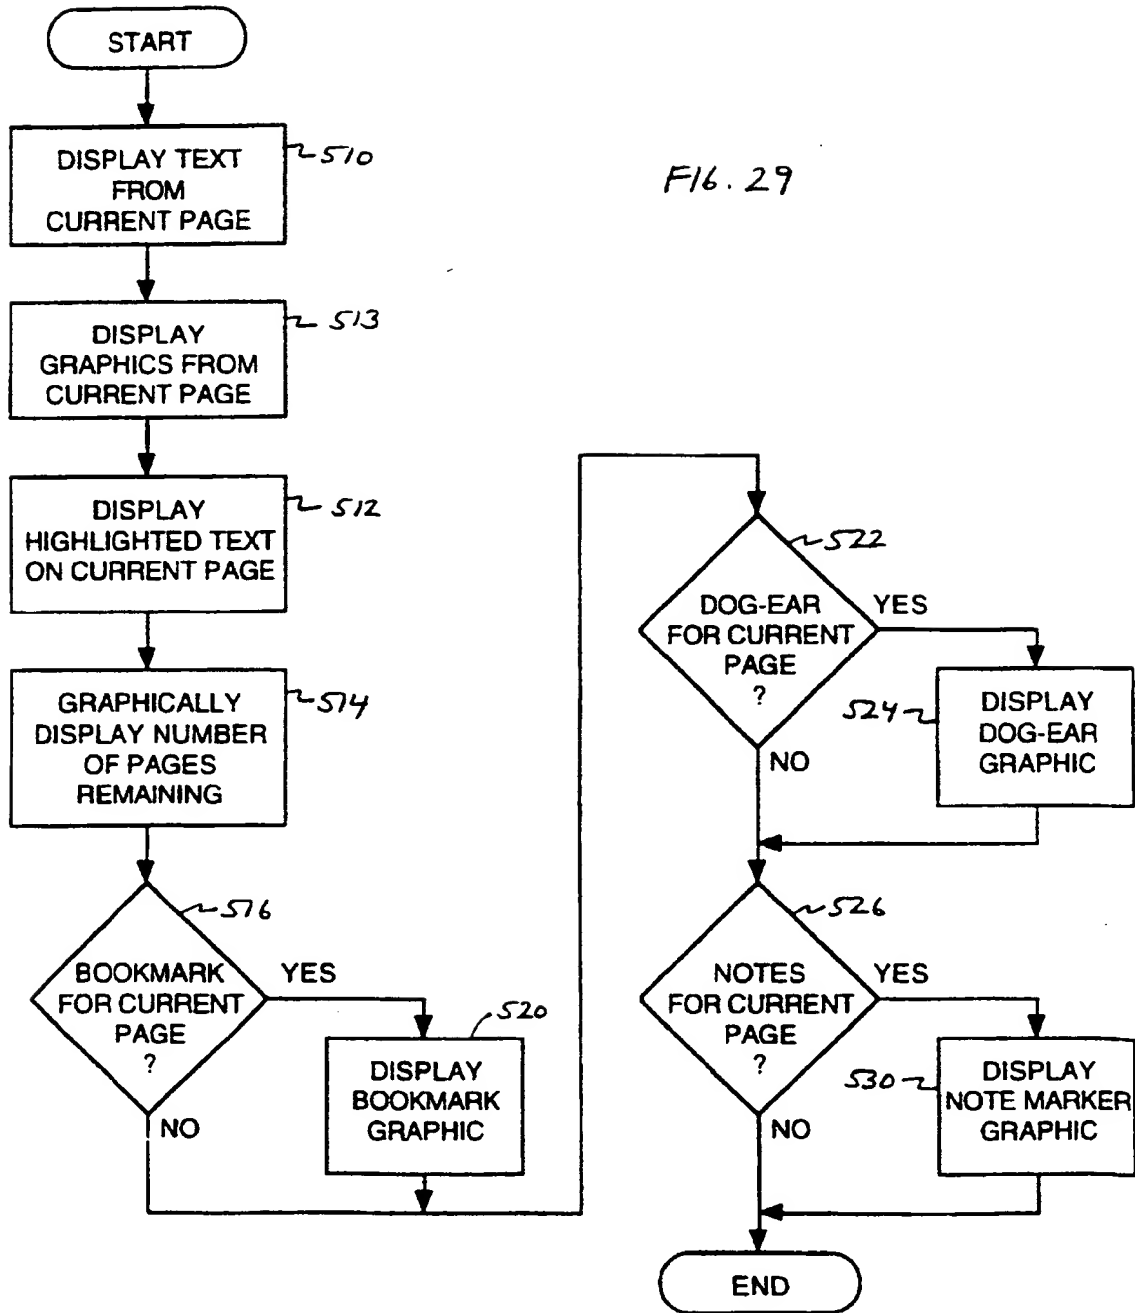 START
DISPLAY TEXT
FROM
CURRENT PAGE
510
FIG. 29
DISPLAY
GRAPHICS FROM
CURRENT PAGE
513
DISPLAY
HIGHLIGHTED TEXT
ON CURRENT PAGE
512
GRAPHICALLY
DISPLAY NUMBER
OF PAGES
REMAINING
514
BOOKMARK
FOR CURRENT
PAGE
?
516
YES
NO
DISPLAY
BOOKMARK
GRAPHIC
520
DOG-EAR
FOR CURRENT
PAGE
?
522
YES
NO
DISPLAY
DOG-EAR
GRAPHIC
524
NOTES
FOR CURRENT
PAGE
?
526
YES
NO
DISPLAY
NOTE MARKER
GRAPHIC
530
END